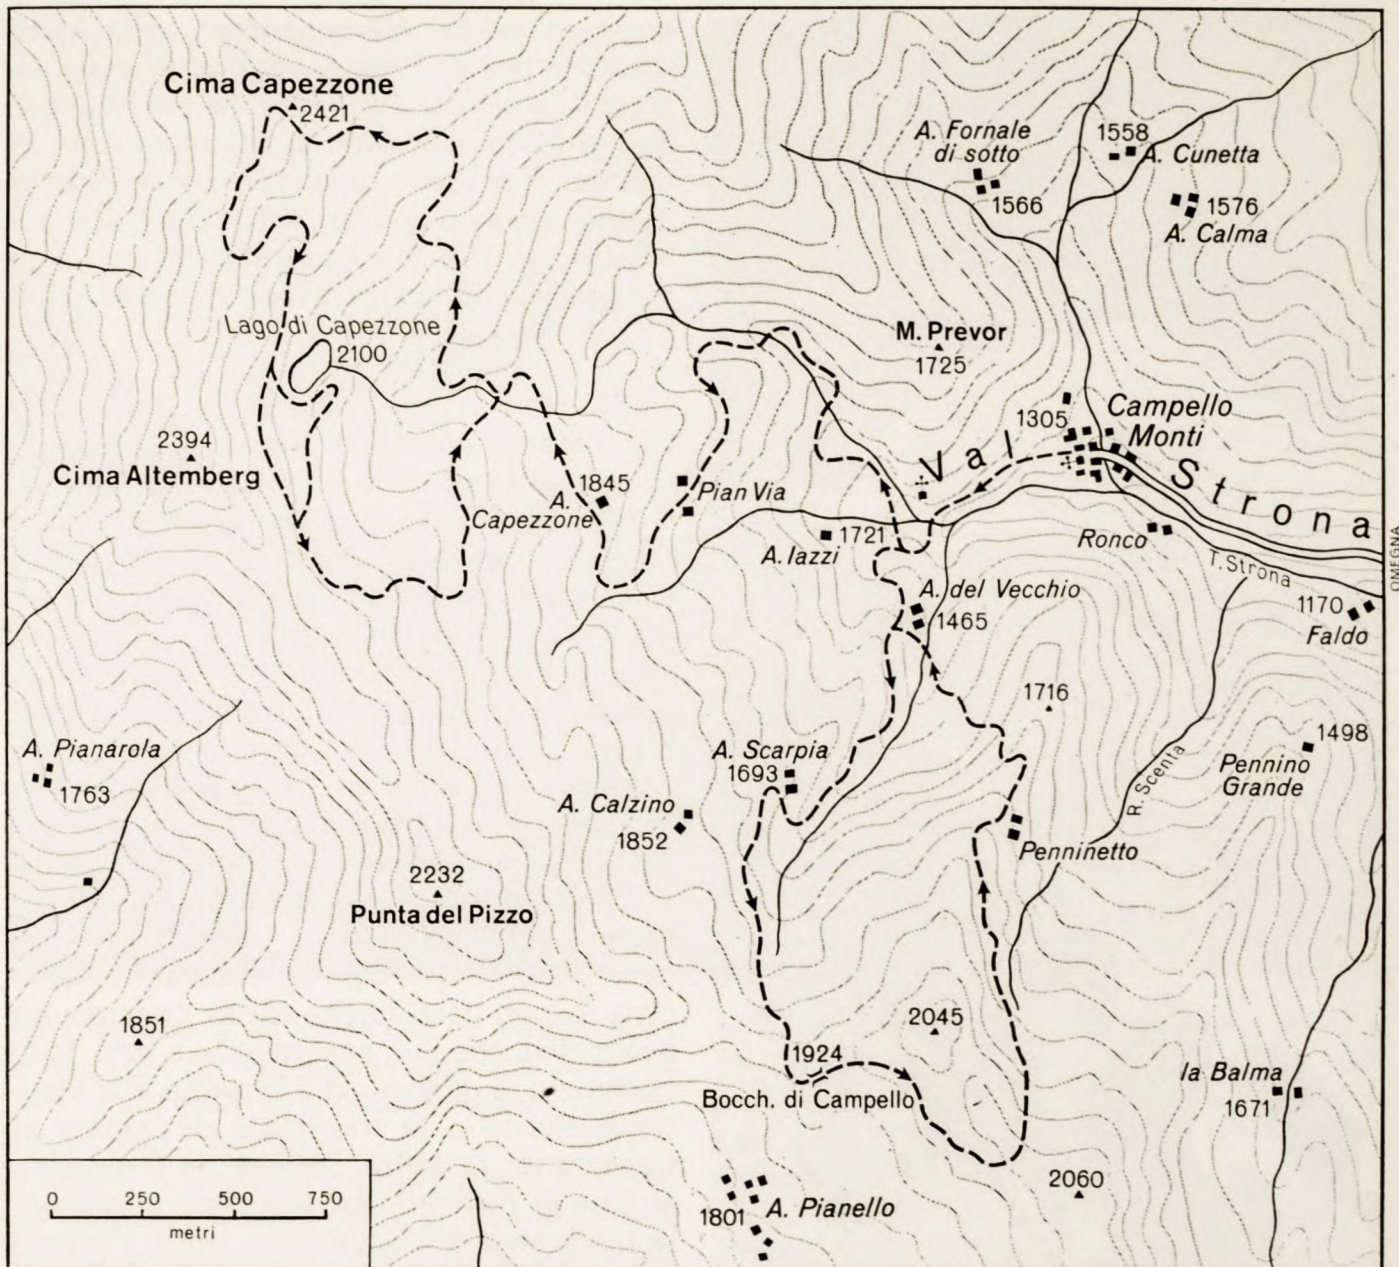 Cima Capezzone
2421
A. Fornale
di sotto
1566
1558
A. Cunetta
1576
A. Calma
Lago di Capezzone
2100
M. Prevor
1725
2394
Cima Altemberg
1305
Campello
Monti
Val Strona
1845
A.
Capezzone
Pian Via
A. Iazzi
1721
Ronco
T. Strona
OMEGNA
A. del Vecchio
1465
1170
Faldo
1716
A. Pianarola
1763
A. Scarpia
1693
A. Calzino
1852
R. Scenta
1498
Pennino
Grande
Penninetto
2232
Punta del Pizzo
1851
2045
1924
Bocch. di Campello
la Balma
1671
2060
1801
A. Pianello
0 250 500 750
metri